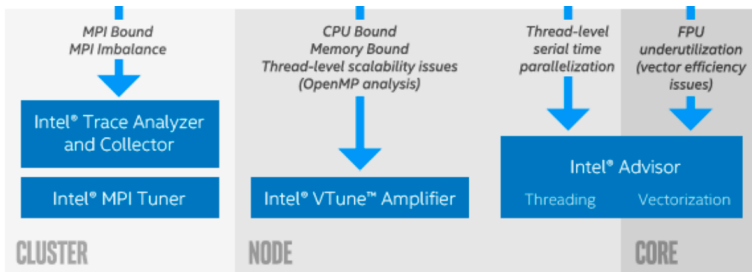 MPI Bound
MPI Imbalance
CPU Bound
Memory Bound
Thread-level scalability issues
(OpenMP analysis)
Thread-level
serial time
parallelization
FPU
underutilization
(vector efficiency
issues)
Intel® Trace Analyzer
and Collector
Intel® MPI Tuner
Intel® VTune™ Amplifier
Intel® Advisor
Threading
Vectorization
CLUSTER
NODE
CORE